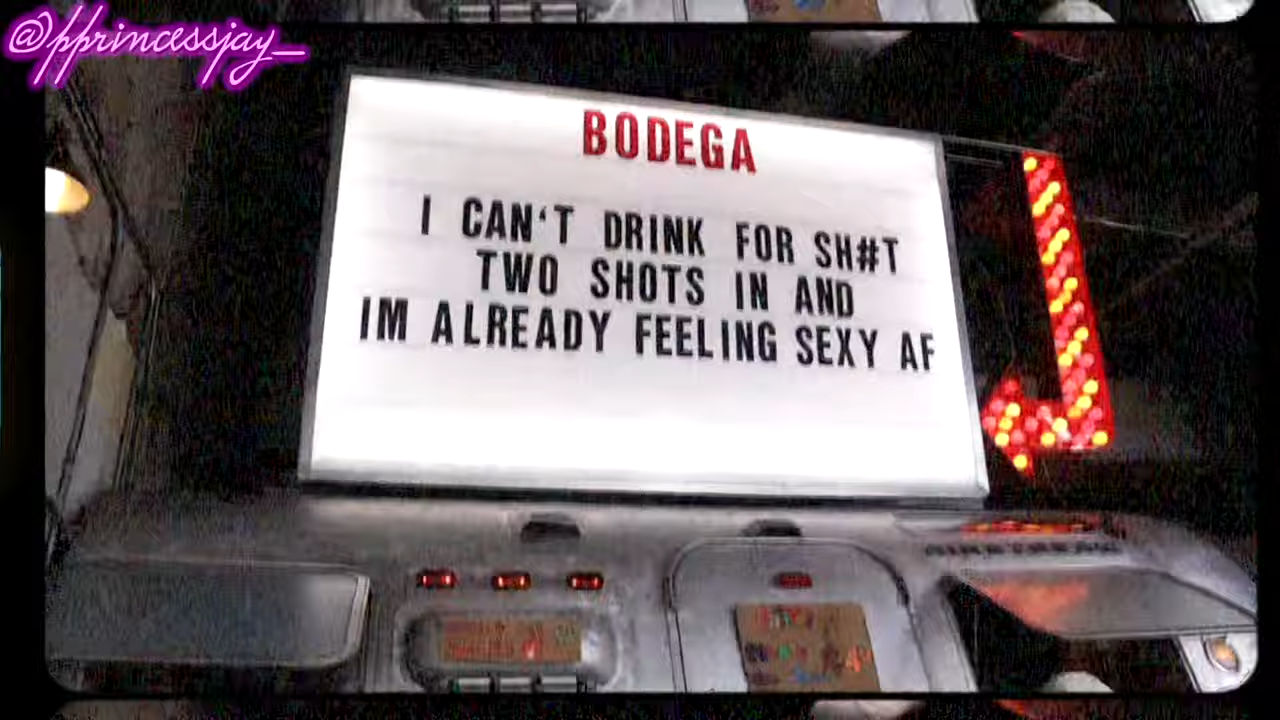 @pprincessjay_
BODEGA
I CAN'T DRINK FOR SH#T
TWO SHOTS IN AND
IM ALREADY FEELING SEXY AF